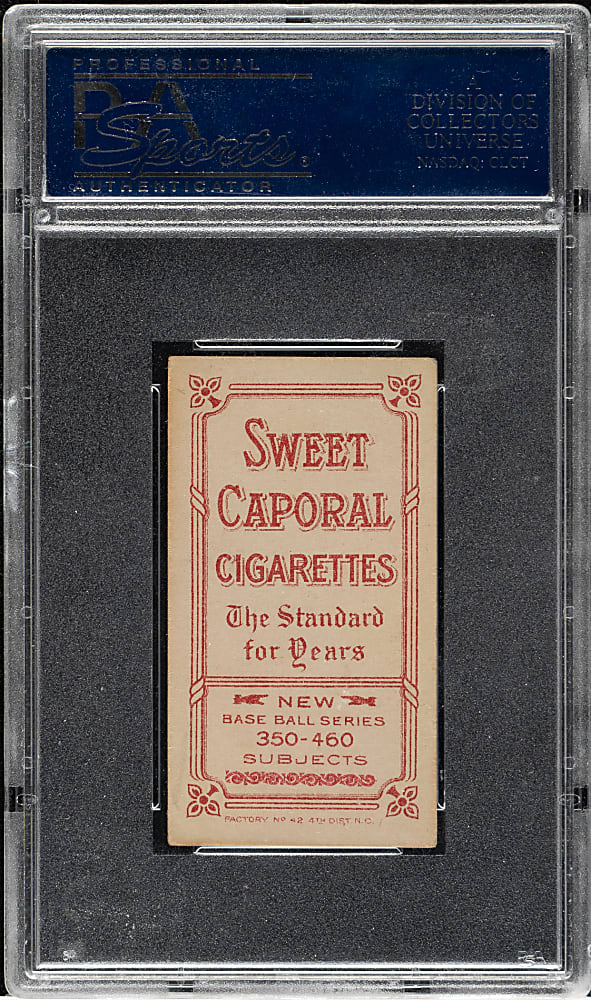 PROFESSIONAL
PSA
Sports
AUTHENTICATOR
A
DIVISION OF
COLLECTORS
UNIVERSE
NASDAQ: CLCT
SWEET
CAPORAL
CIGARETTES
The Standard
for Years
NEW
BASE BALL SERIES
350-460
SUBJECTS
FACTORY Nº 42 4TH DIST. N.C.
PSA